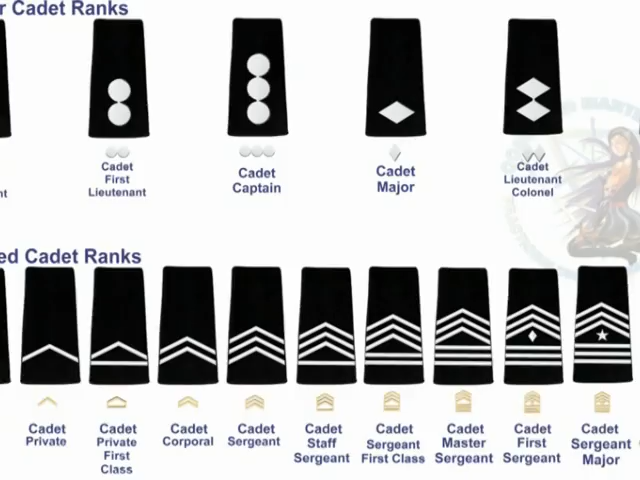 r Cadet Ranks
nt
Cadet
First
Lieutenant
Cadet
Captain
Cadet
Major
Cadet
Lieutenant
Colonel
ed Cadet Ranks
Cadet
Private
Cadet
Private
First
Class
Cadet
Corporal
Cadet
Sergeant
Cadet
Staff
Sergeant
Cadet
Sergeant
First Class
Cadet
Master
Sergeant
Cadet
First
Sergeant
Cadet
Sergeant
Major